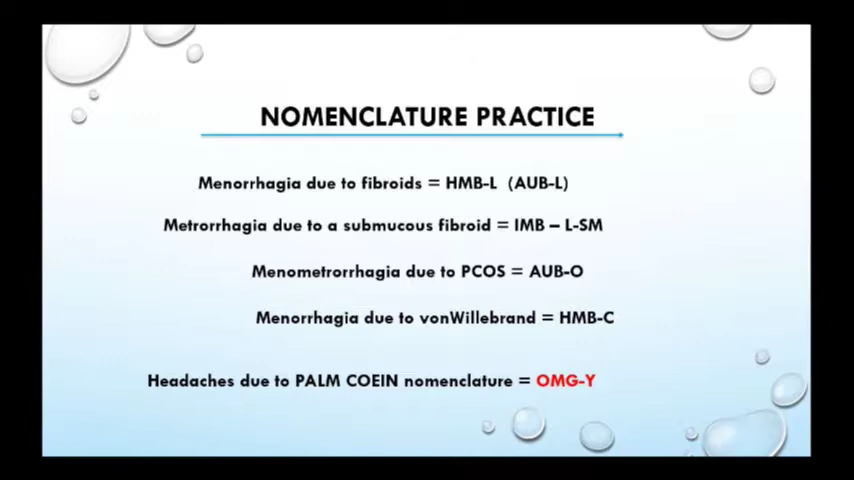 NOMENCLATURE PRACTICE
Menorrhagia due to fibroids = HMB-L (AUB-L)
Metrorrhagia due to a submucous fibroid = IMB – L-SM
Menometrorrhagia due to PCOS = AUB-O
Menorrhagia due to vonWillebrand = HMB-C
Headaches due to PALM COEIN nomenclature = OMG-Y